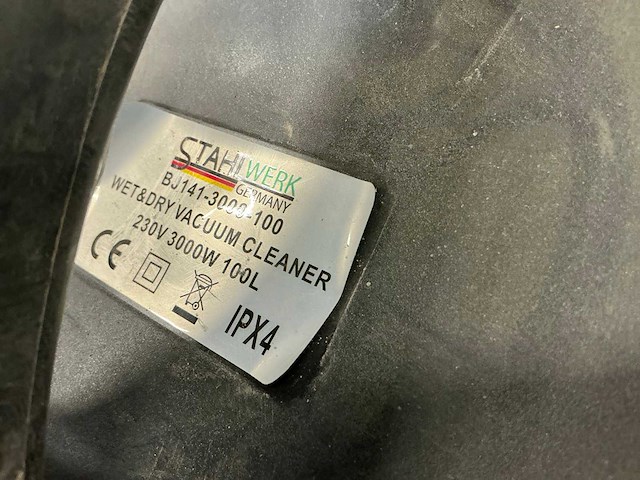 STAHLWERK
GERMANY
BJ141-3000-100
WET&DRY VACUUM CLEANER
230V 3000W 100L
CE
IPX4